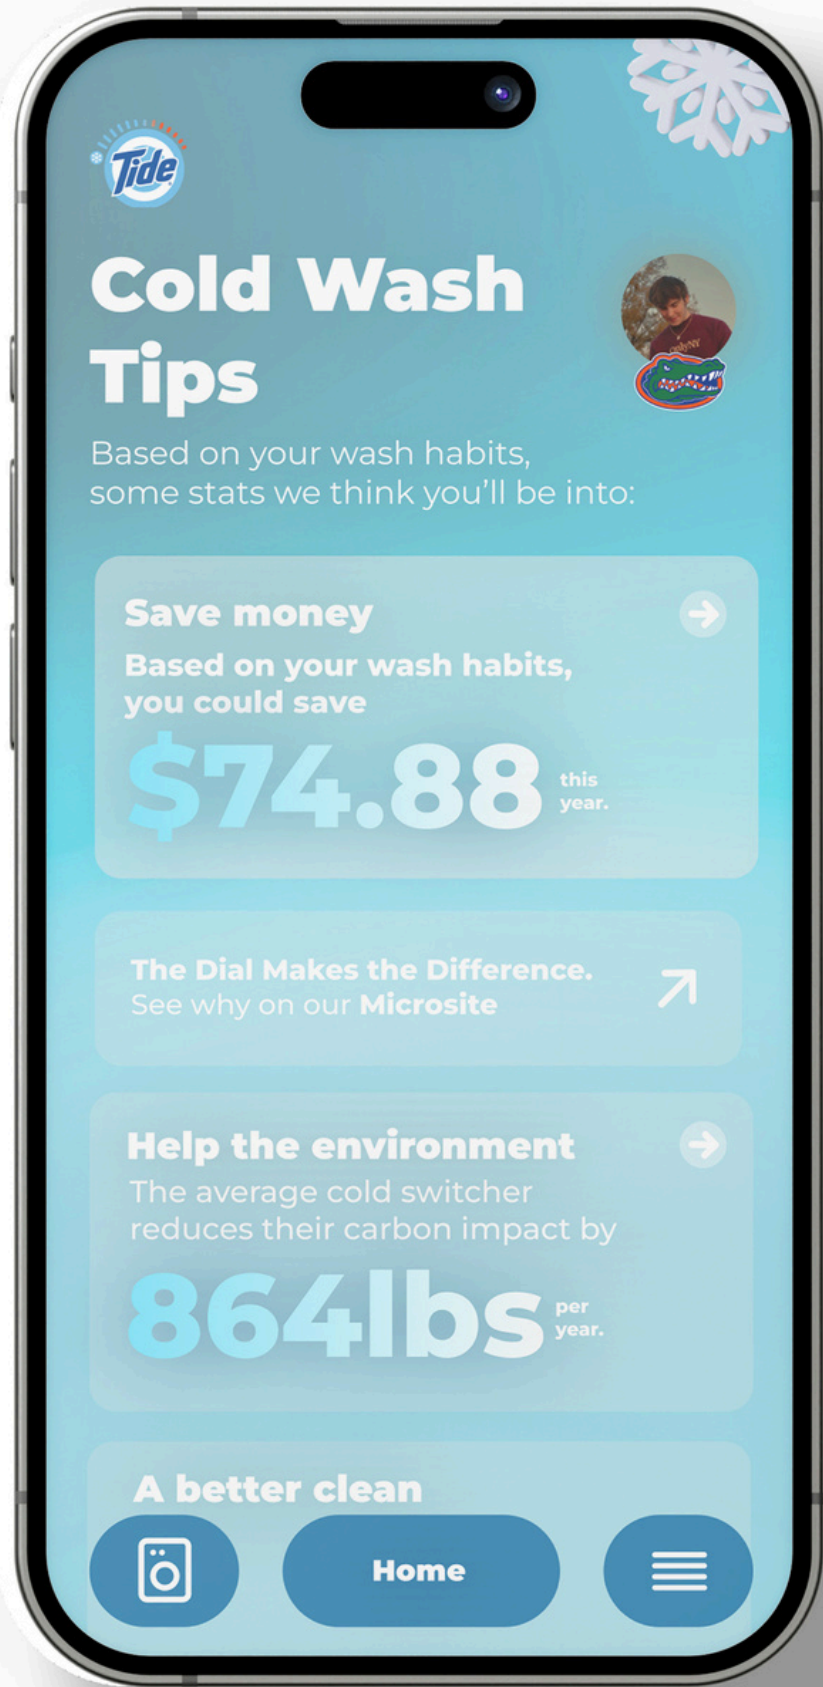 Tide
Cold Wash
Tips
onlyNY
Based on your wash habits,
some stats we think you'll be into:
Save money
Based on your wash habits,
you could save
$74.88 this
year.
The Dial Makes the Difference.
See why on our Microsite
Help the environment
The average cold switcher
reduces their carbon impact by
864lbs per
year.
A better clean
Home